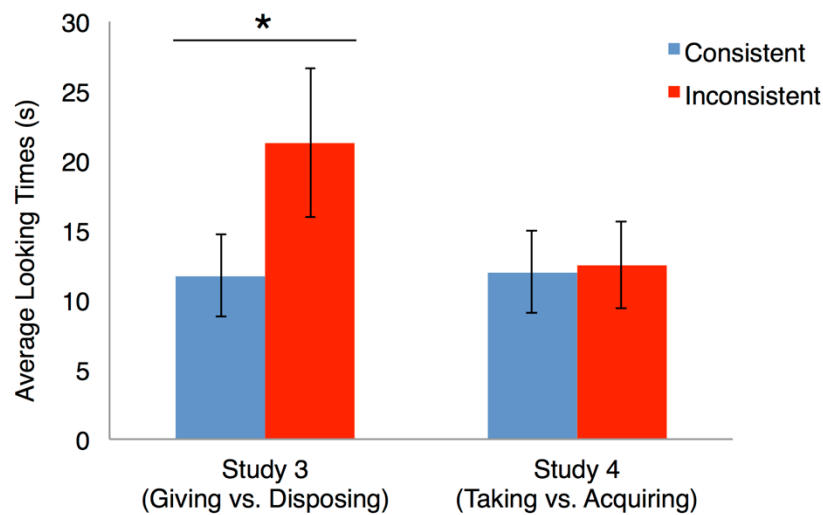 30
*
Consistent
Inconsistent
25
20
15
10
5
0
Average Looking Times (s)
Study 3
(Giving vs. Disposing)
Study 4
(Taking vs. Acquiring)